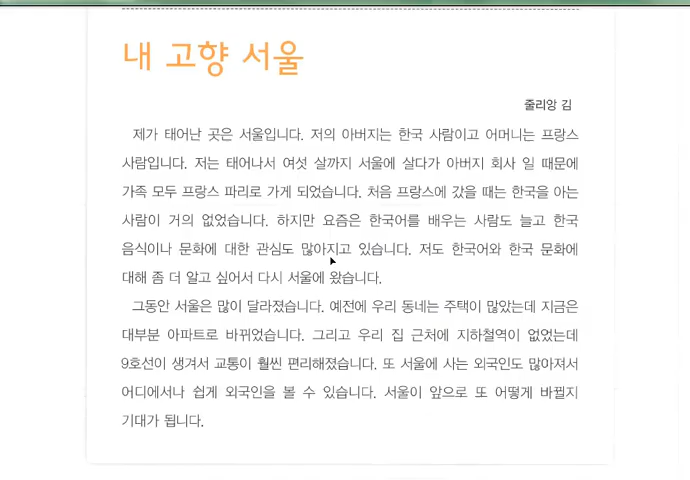 내 고향 서울
줄리앙 김
제가 태어난 곳은 서울입니다. 저의 아버지는 한국 사람이고 어머니는 프랑스
사람입니다. 저는 태어나서 여섯 살까지 서울에 살다가 아버지 회사 일 때문에
가족 모두 프랑스 파리로 가게 되었습니다. 처음 프랑스에 갔을 때는 한국을 아는
사람이 거의 없었습니다. 하지만 요즘은 한국어를 배우는 사람도 늘고 한국
음식이나 문화에 대한 관심도 많아지고 있습니다. 저도 한국어와 한국 문화에
대해 좀 더 알고 싶어서 다시 서울에 왔습니다.
그동안 서울은 많이 달라졌습니다. 예전에 우리 동네는 주택이 많았는데 지금은
대부분 아파트로 바뀌었습니다. 그리고 우리 집 근처에 지하철역이 없었는데
9호선이 생겨서 교통이 훨씬 편리해졌습니다. 또 서울에 사는 외국인도 많아져서
어디에서나 쉽게 외국인을 볼 수 있습니다. 서울이 앞으로 또 어떻게 바뀔지
기대가 됩니다.